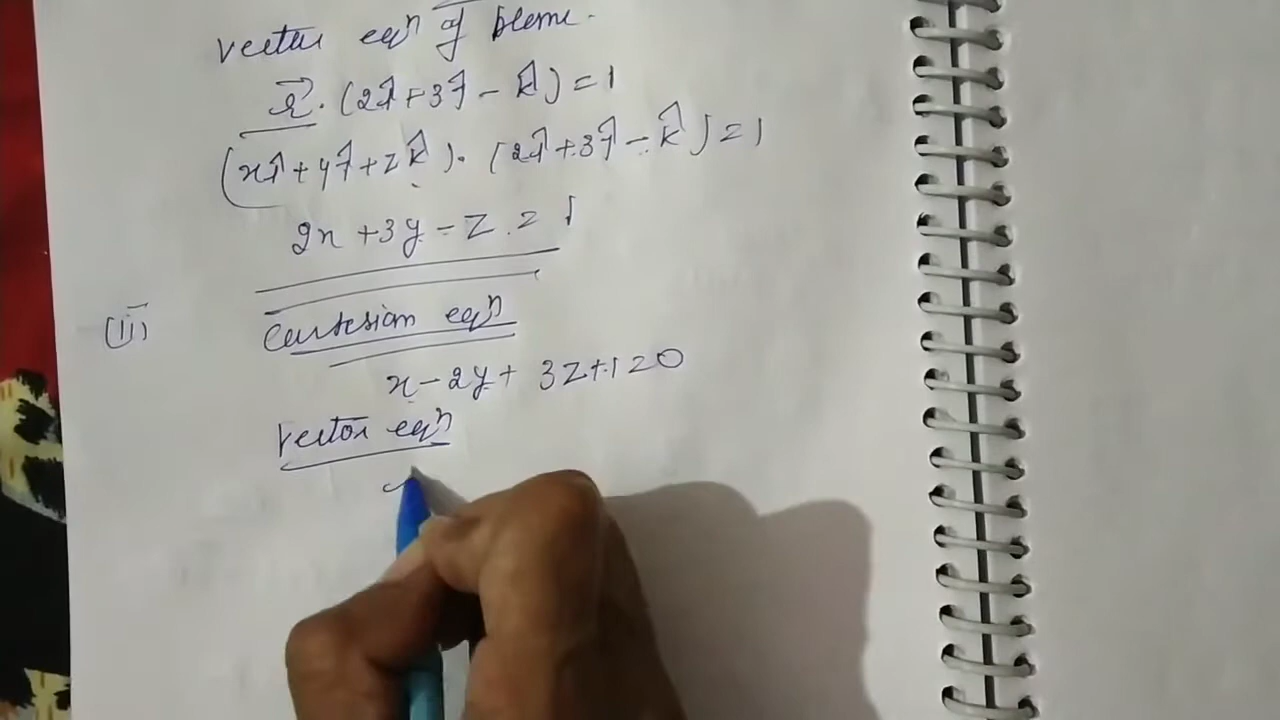 vector eqⁿ of plane.
r⃗. (2î+3ĵ-k̂) = 1
(xî+yĵ+zk̂). (2î+3ĵ-k̂) = 1
2x+3y-z = 1
(ii) Cartesian eqⁿ
x-2y+3z+1=0
Vector eqⁿ